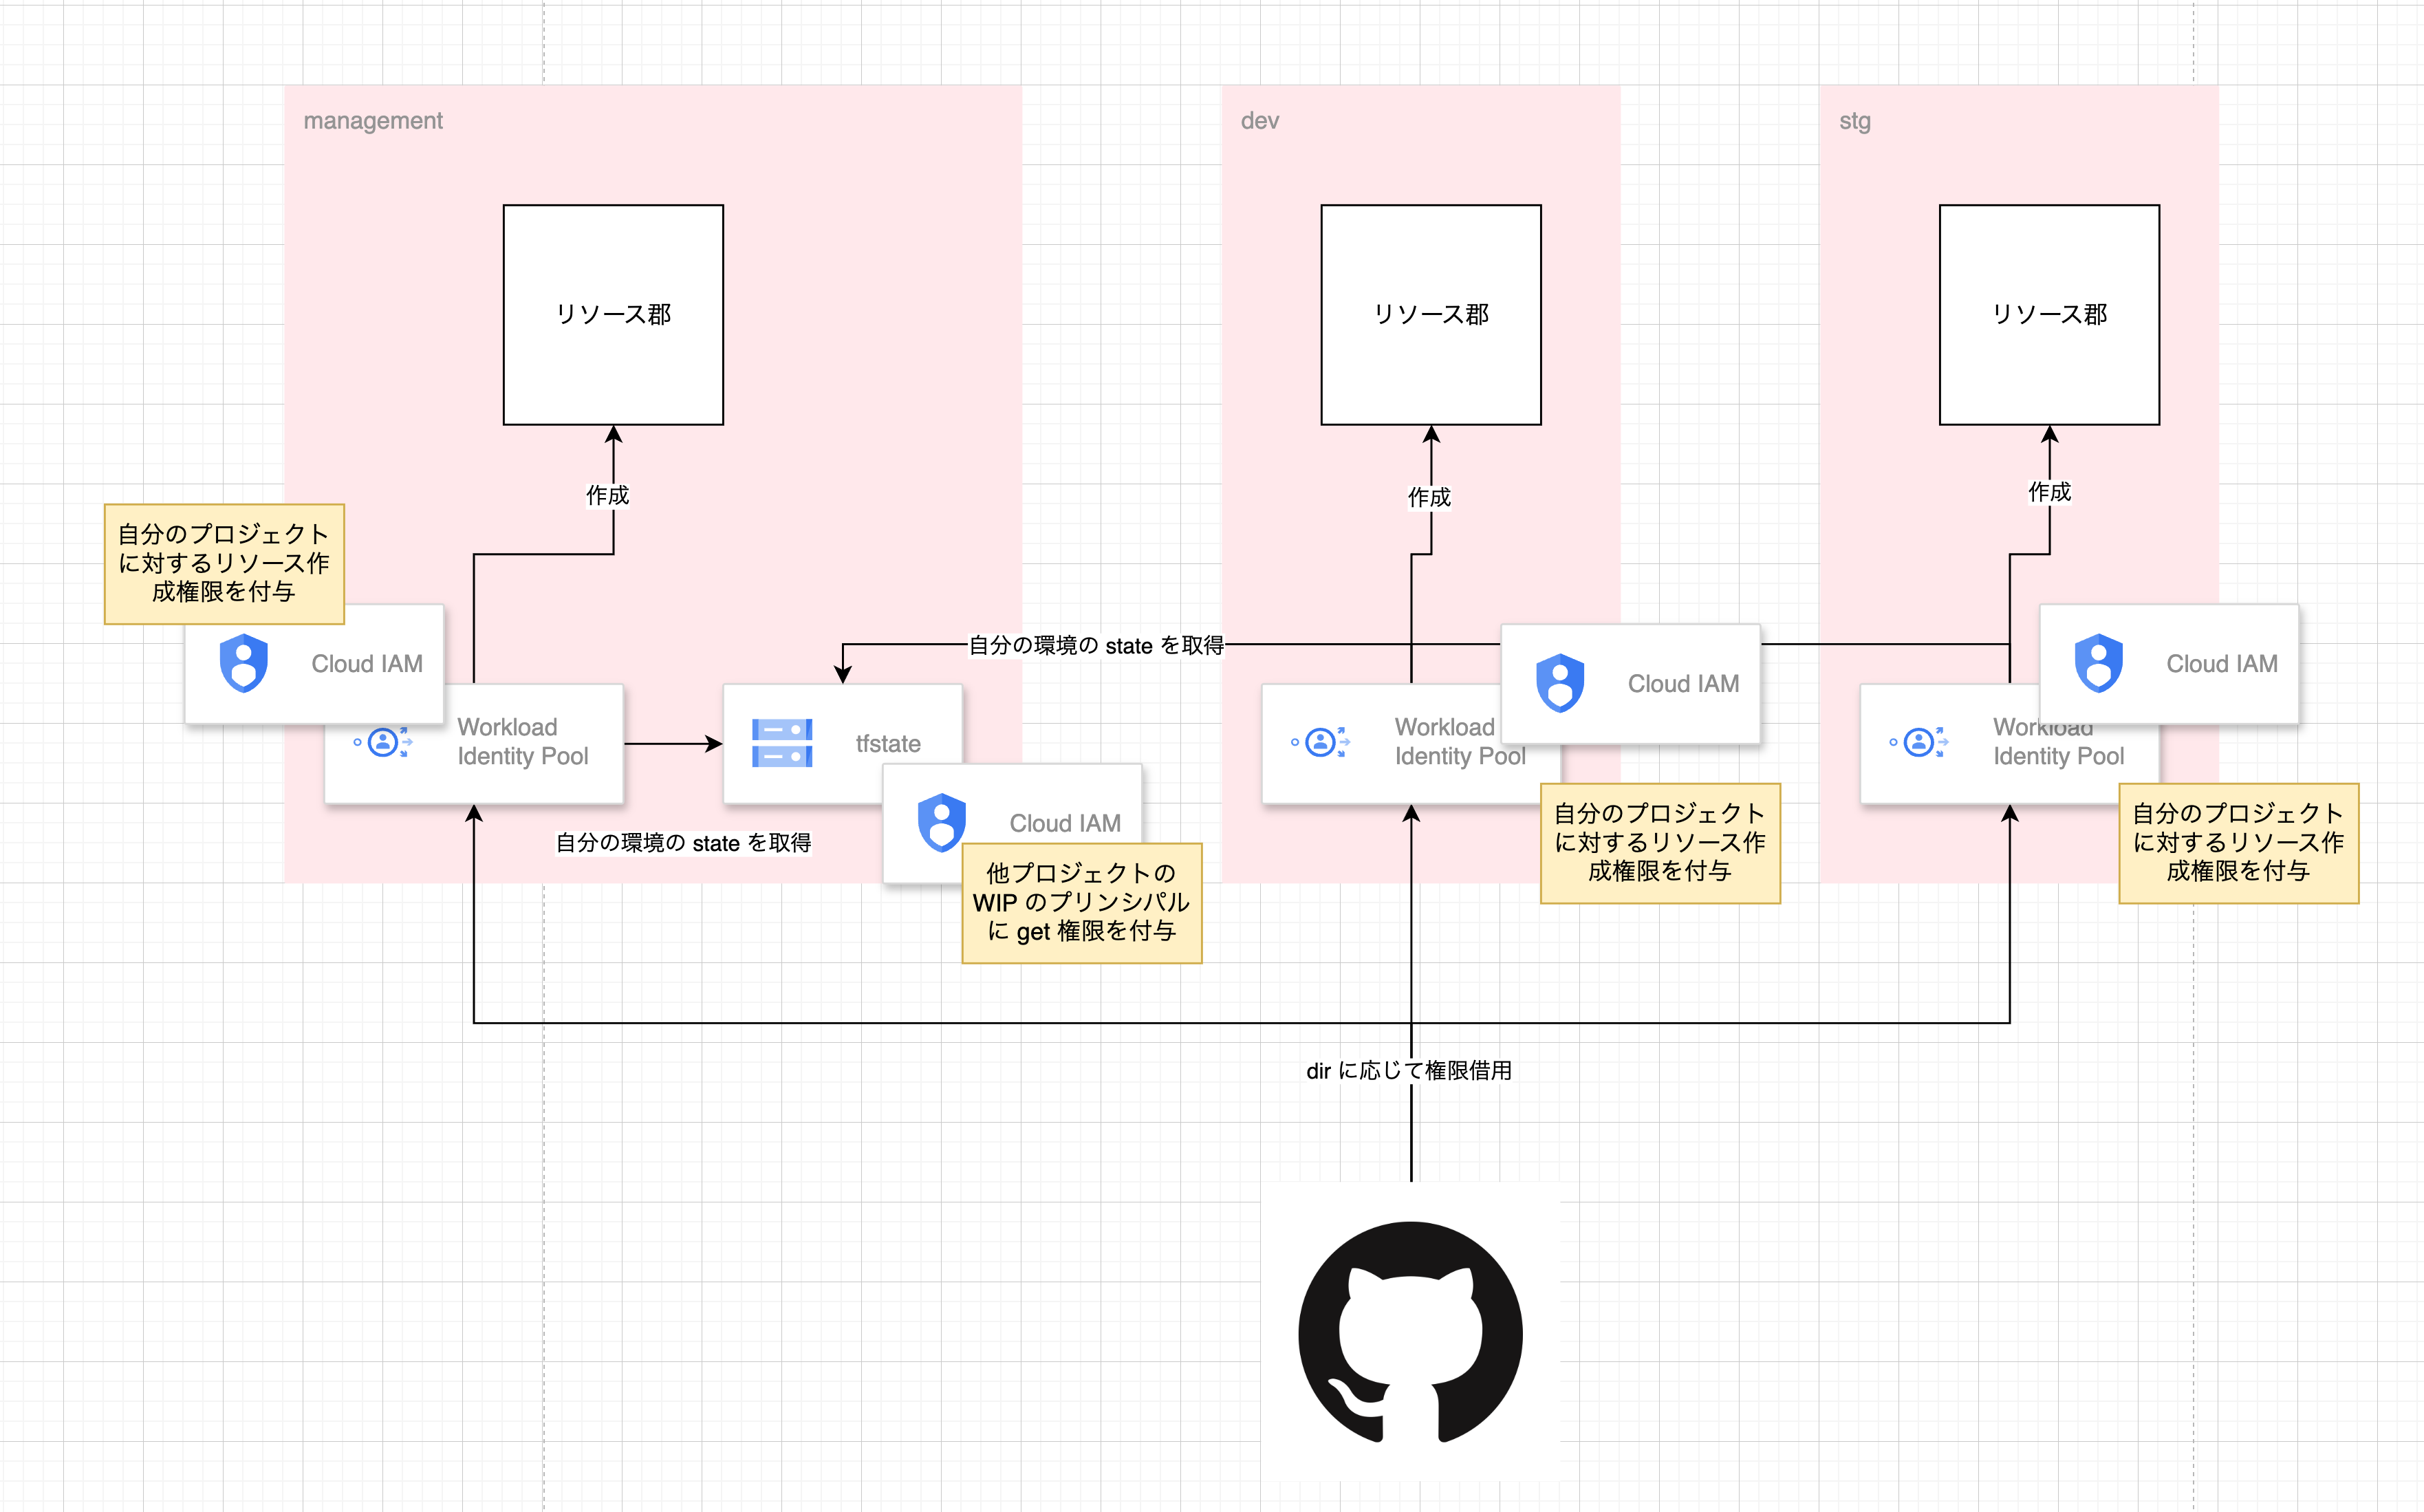 management
dev
stg
リソース郡
リソース郡
リソース郡
作成
作成
作成
自分のプロジェクト
に対するリソース作
成権限を付与
Cloud IAM
Workload
Identity Pool
自分の環境の state を取得
tfstate
自分の環境の state を取得
Cloud IAM
他プロジェクトの
WIP のプリンシパル
に get 権限を付与
Cloud IAM
Workload
Identity Pool
自分のプロジェクト
に対するリソース作
成権限を付与
Cloud IAM
Workload
Identity Pool
自分のプロジェクト
に対するリソース作
成権限を付与
dir に応じて権限借用